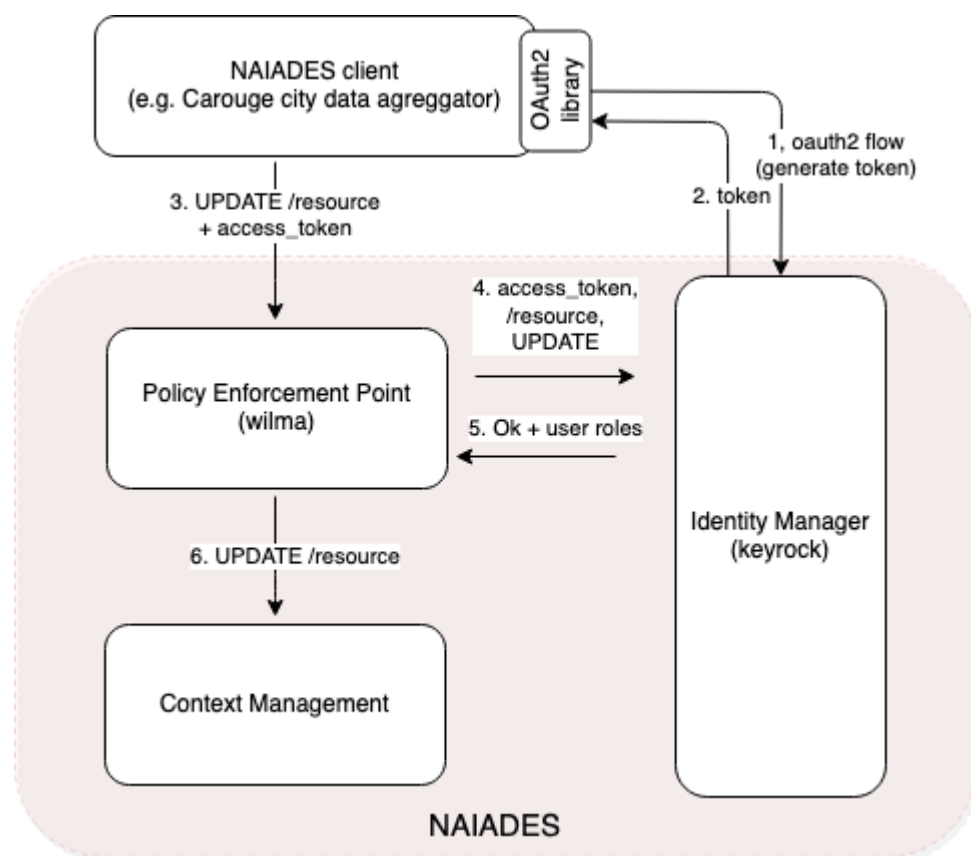 NAIADES client
(e.g. Carouge city data agreggator)
OAuth2
library
1, oauth2 flow
(generate token)
2. token
3. UPDATE /resource
+ access_token
4. access_token,
/resource,
UPDATE
Policy Enforcement Point
(wilma)
5. Ok + user roles
Identity Manager
(keyrock)
6. UPDATE /resource
Context Management
NAIADES